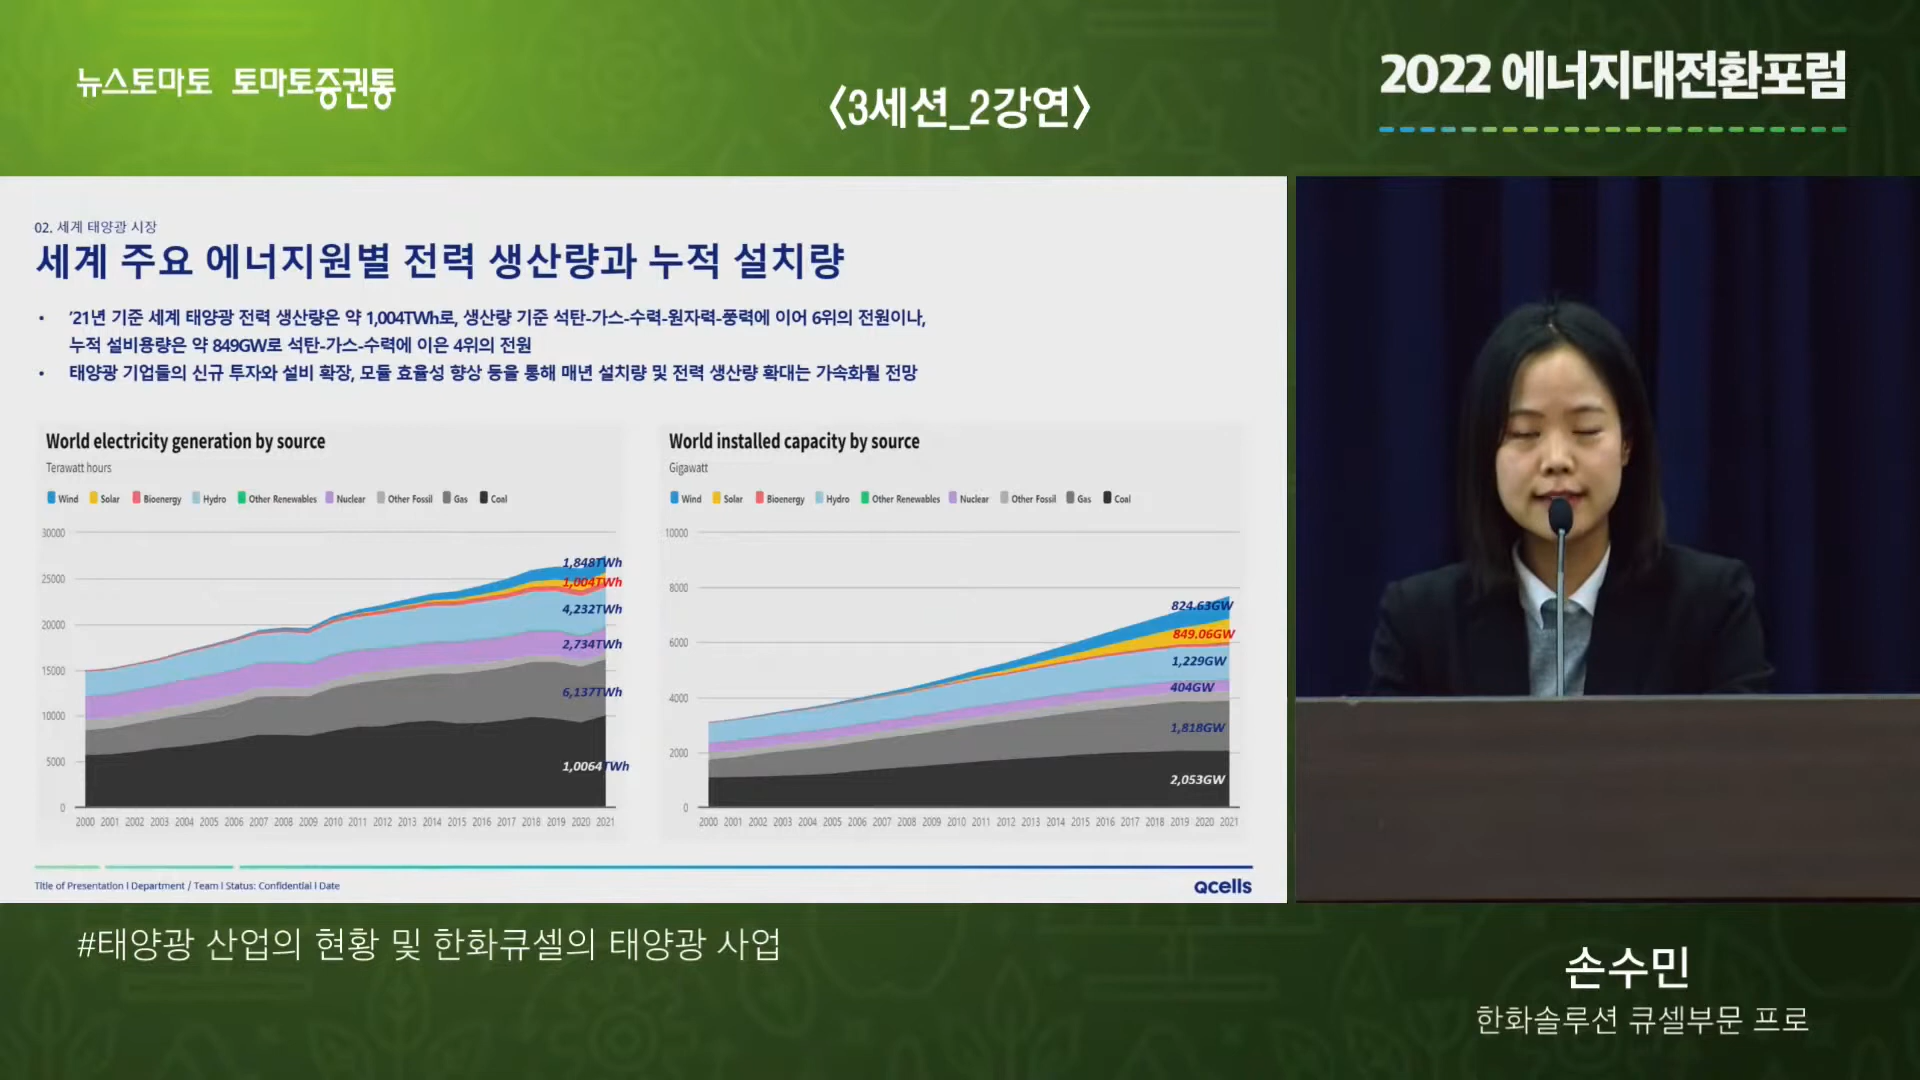 뉴스토마토 토마토증권통
〈3세션_2강연〉
2022 에너지대전환포럼
02. 세계 태양광 시장
세계 주요 에너지원별 전력 생산량과 누적 설치량
• '21년 기준 세계 태양광 전력 생산량은 약 1,004TWh로, 생산량 기준 석탄-가스-수력-원자력-풍력에 이어 6위의 전원이나,
누적 설비용량은 약 849GW로 석탄-가스-수력에 이은 4위의 전원
• 태양광 기업들의 신규 투자와 설비 확장, 모듈 효율성 향상 등을 통해 매년 설치량 및 전력 생산량 확대는 가속화될 전망
World electricity generation by source
Terawatt hours
Wind Solar Bioenergy Hydro Other Renewables Nuclear Other Fossil Gas Coal
30000
25000
20000
15000
10000
5000
0
1,848TWh
1,004TWh
4,232TWh
2,734TWh
6,137TWh
1,0064TWh
2000 2001 2002 2003 2004 2005 2006 2007 2008 2009 2010 2011 2012 2013 2014 2015 2016 2017 2018 2019 2020 2021
World installed capacity by source
Gigawatt
Wind Solar Bioenergy Hydro Other Renewables Nuclear Other Fossil Gas Coal
10000
8000
6000
4000
2000
0
824.63GW
849.06GW
1,229GW
404GW
1,818GW
2,053GW
2000 2001 2002 2003 2004 2005 2006 2007 2008 2009 2010 2011 2012 2013 2014 2015 2016 2017 2018 2019 2020 2021
Title of Presentation I Department / Team I Status: Confidential I Date
Qcells
#태양광 산업의 현황 및 한화큐셀의 태양광 사업
손수민
한화솔루션 큐셀부문 프로